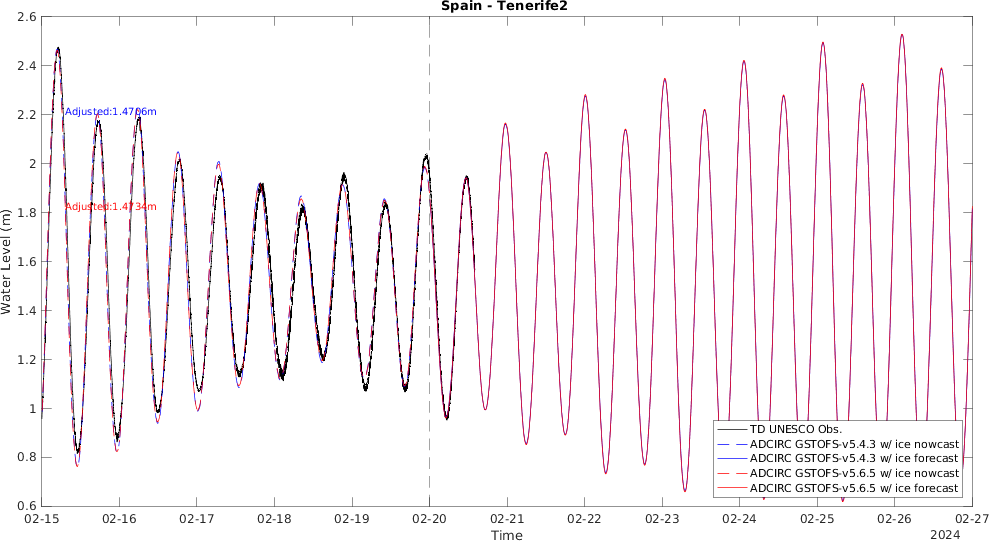 Spain - Tenerife2
2.6
2.4
2.2
2
1.8
1.6
1.4
1.2
1
0.8
0.6
Water Level (m)
Adjusted:1.4706m
Adjusted:1.4734m
TD UNESCO Obs.
ADCIRC GSTOFS-v5.4.3 w/ ice nowcast
ADCIRC GSTOFS-v5.4.3 w/ ice forecast
ADCIRC GSTOFS-v5.6.5 w/ ice nowcast
ADCIRC GSTOFS-v5.6.5 w/ ice forecast
02-15 02-16 02-17 02-18 02-19 02-20 02-21 02-22 02-23 02-24 02-25 02-26 02-27
Time
2024